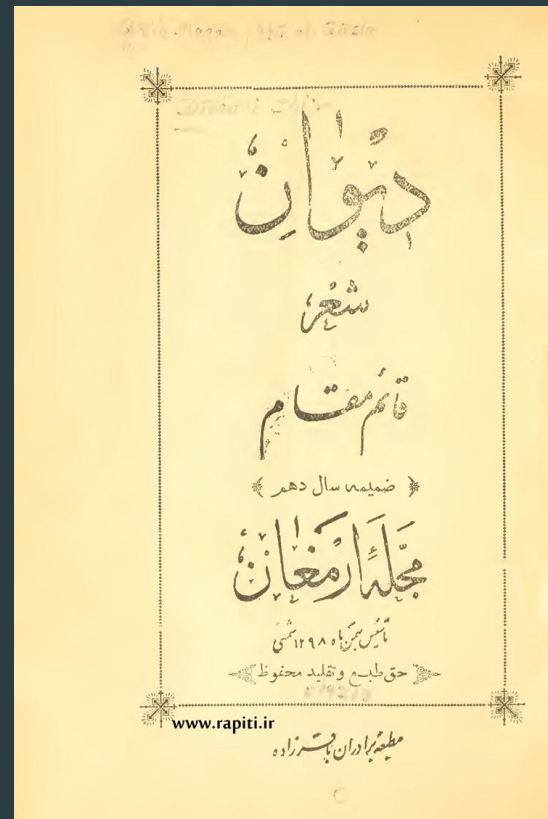 دیوان
شعر
قائم مقام
ضمیمه سال دهم
مجلهٔ ارمغان
تأسیس بهمن ماه ۱۲۹۸ شمسی
حق طبع و تقلید محفوظ
www.rapiti.ir
مطبعهٔ برادران باقرزاده